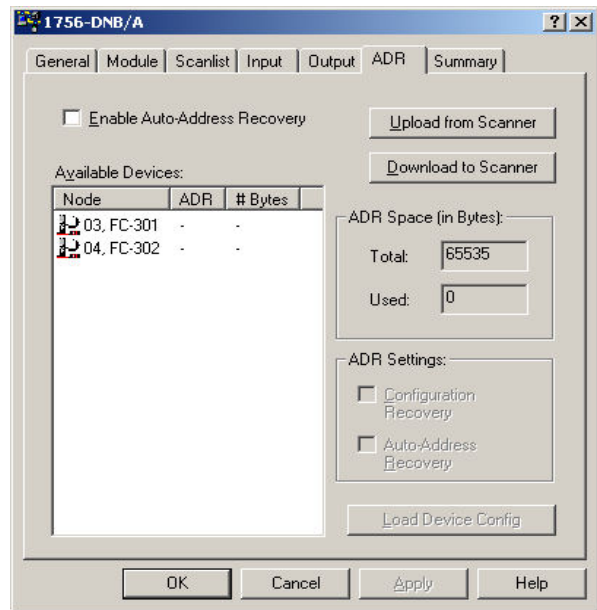 1756-DNB/A
General Module Scanlist Input Output ADR Summary
Enable Auto-Address Recovery
Upload from Scanner
Download to Scanner
Available Devices:
Node ADR # Bytes
03, FC-301 - -
04, FC-302 - -
ADR Space (in Bytes):
Total: 65535
Used: 0
ADR Settings:
Configuration
Recovery
Auto-Address
Recovery
Load Device Config
OK Cancel Apply Help